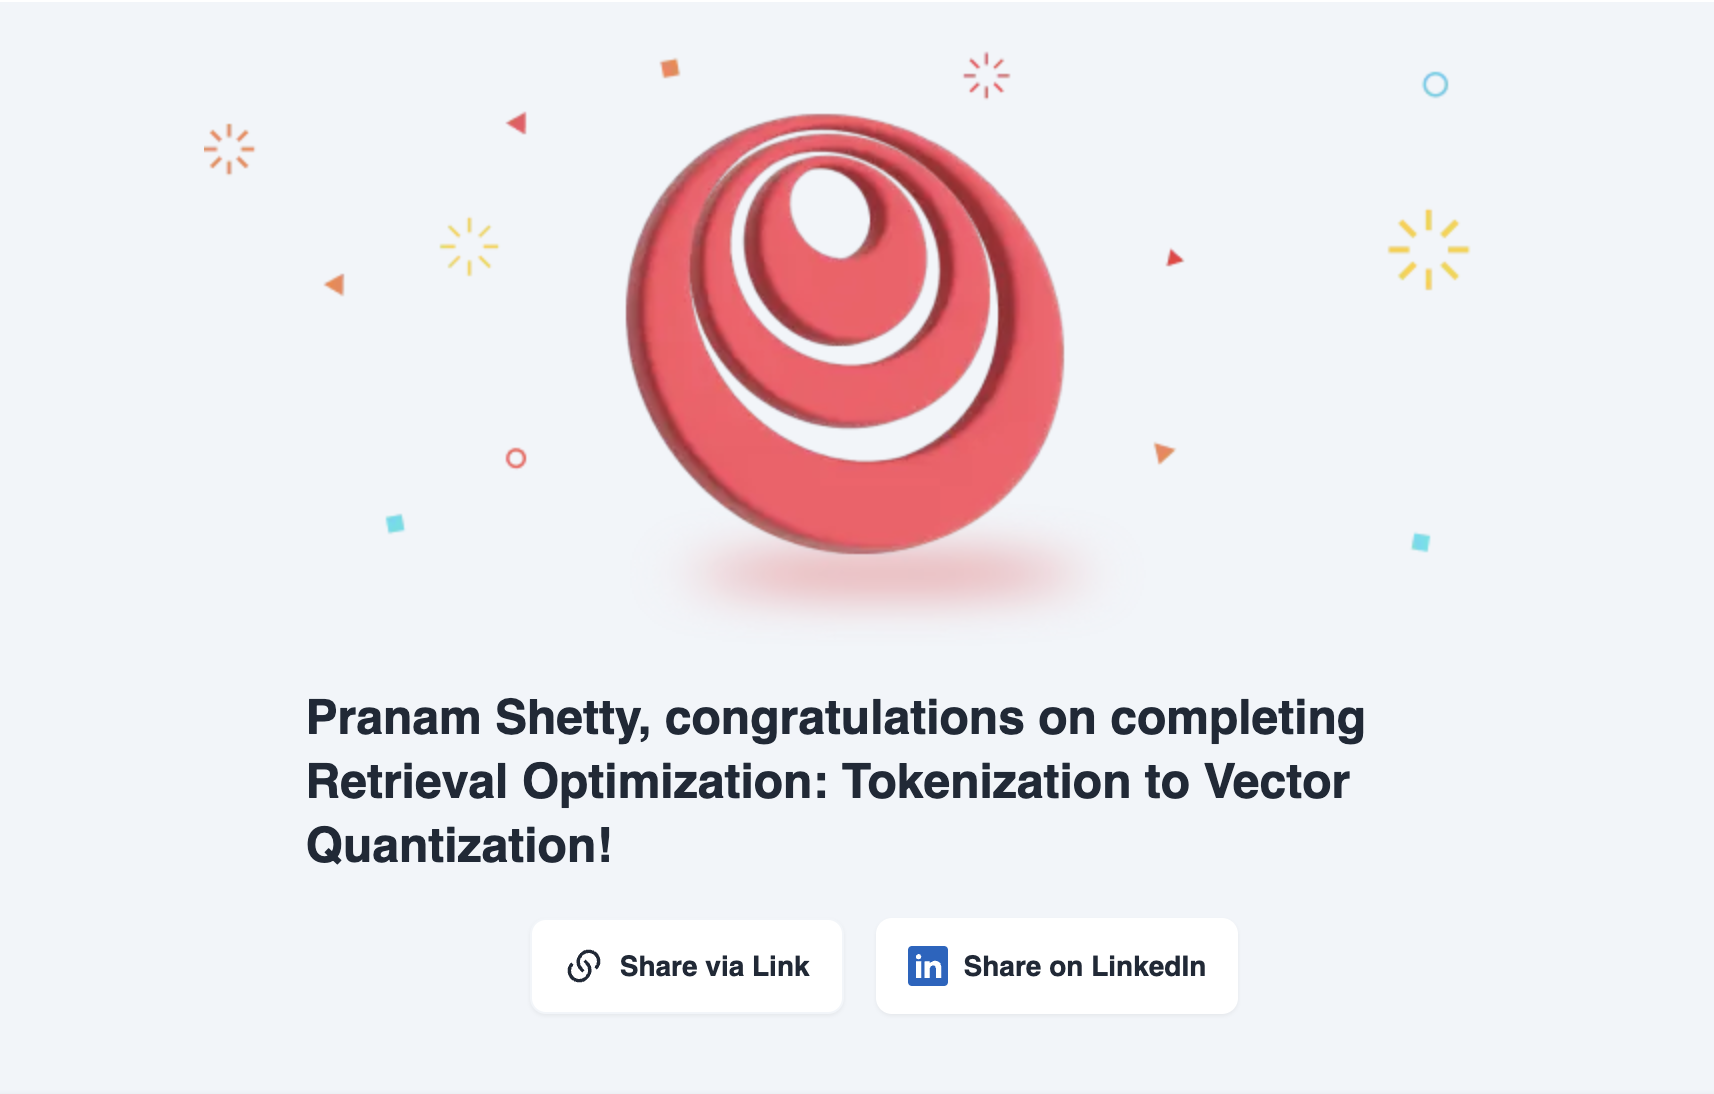 Pranam Shetty, congratulations on completing
Retrieval Optimization: Tokenization to Vector
Quantization!
Share via Link
in Share on LinkedIn